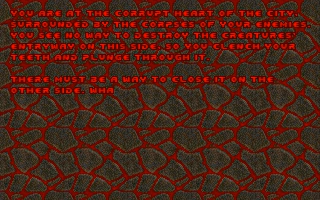 YOU ARE AT THE CORRUPT HEART OF THE CITY,
SURROUNDED BY THE CORPSES OF YOUR ENEMIES.
YOU SEE NO WAY TO DESTROY THE CREATURES'
ENTRYWAY ON THIS SIDE, SO YOU CLENCH YOUR
TEETH AND PLUNGE THROUGH IT.
THERE MUST BE A WAY TO CLOSE IT ON THE
OTHER SIDE. WHA